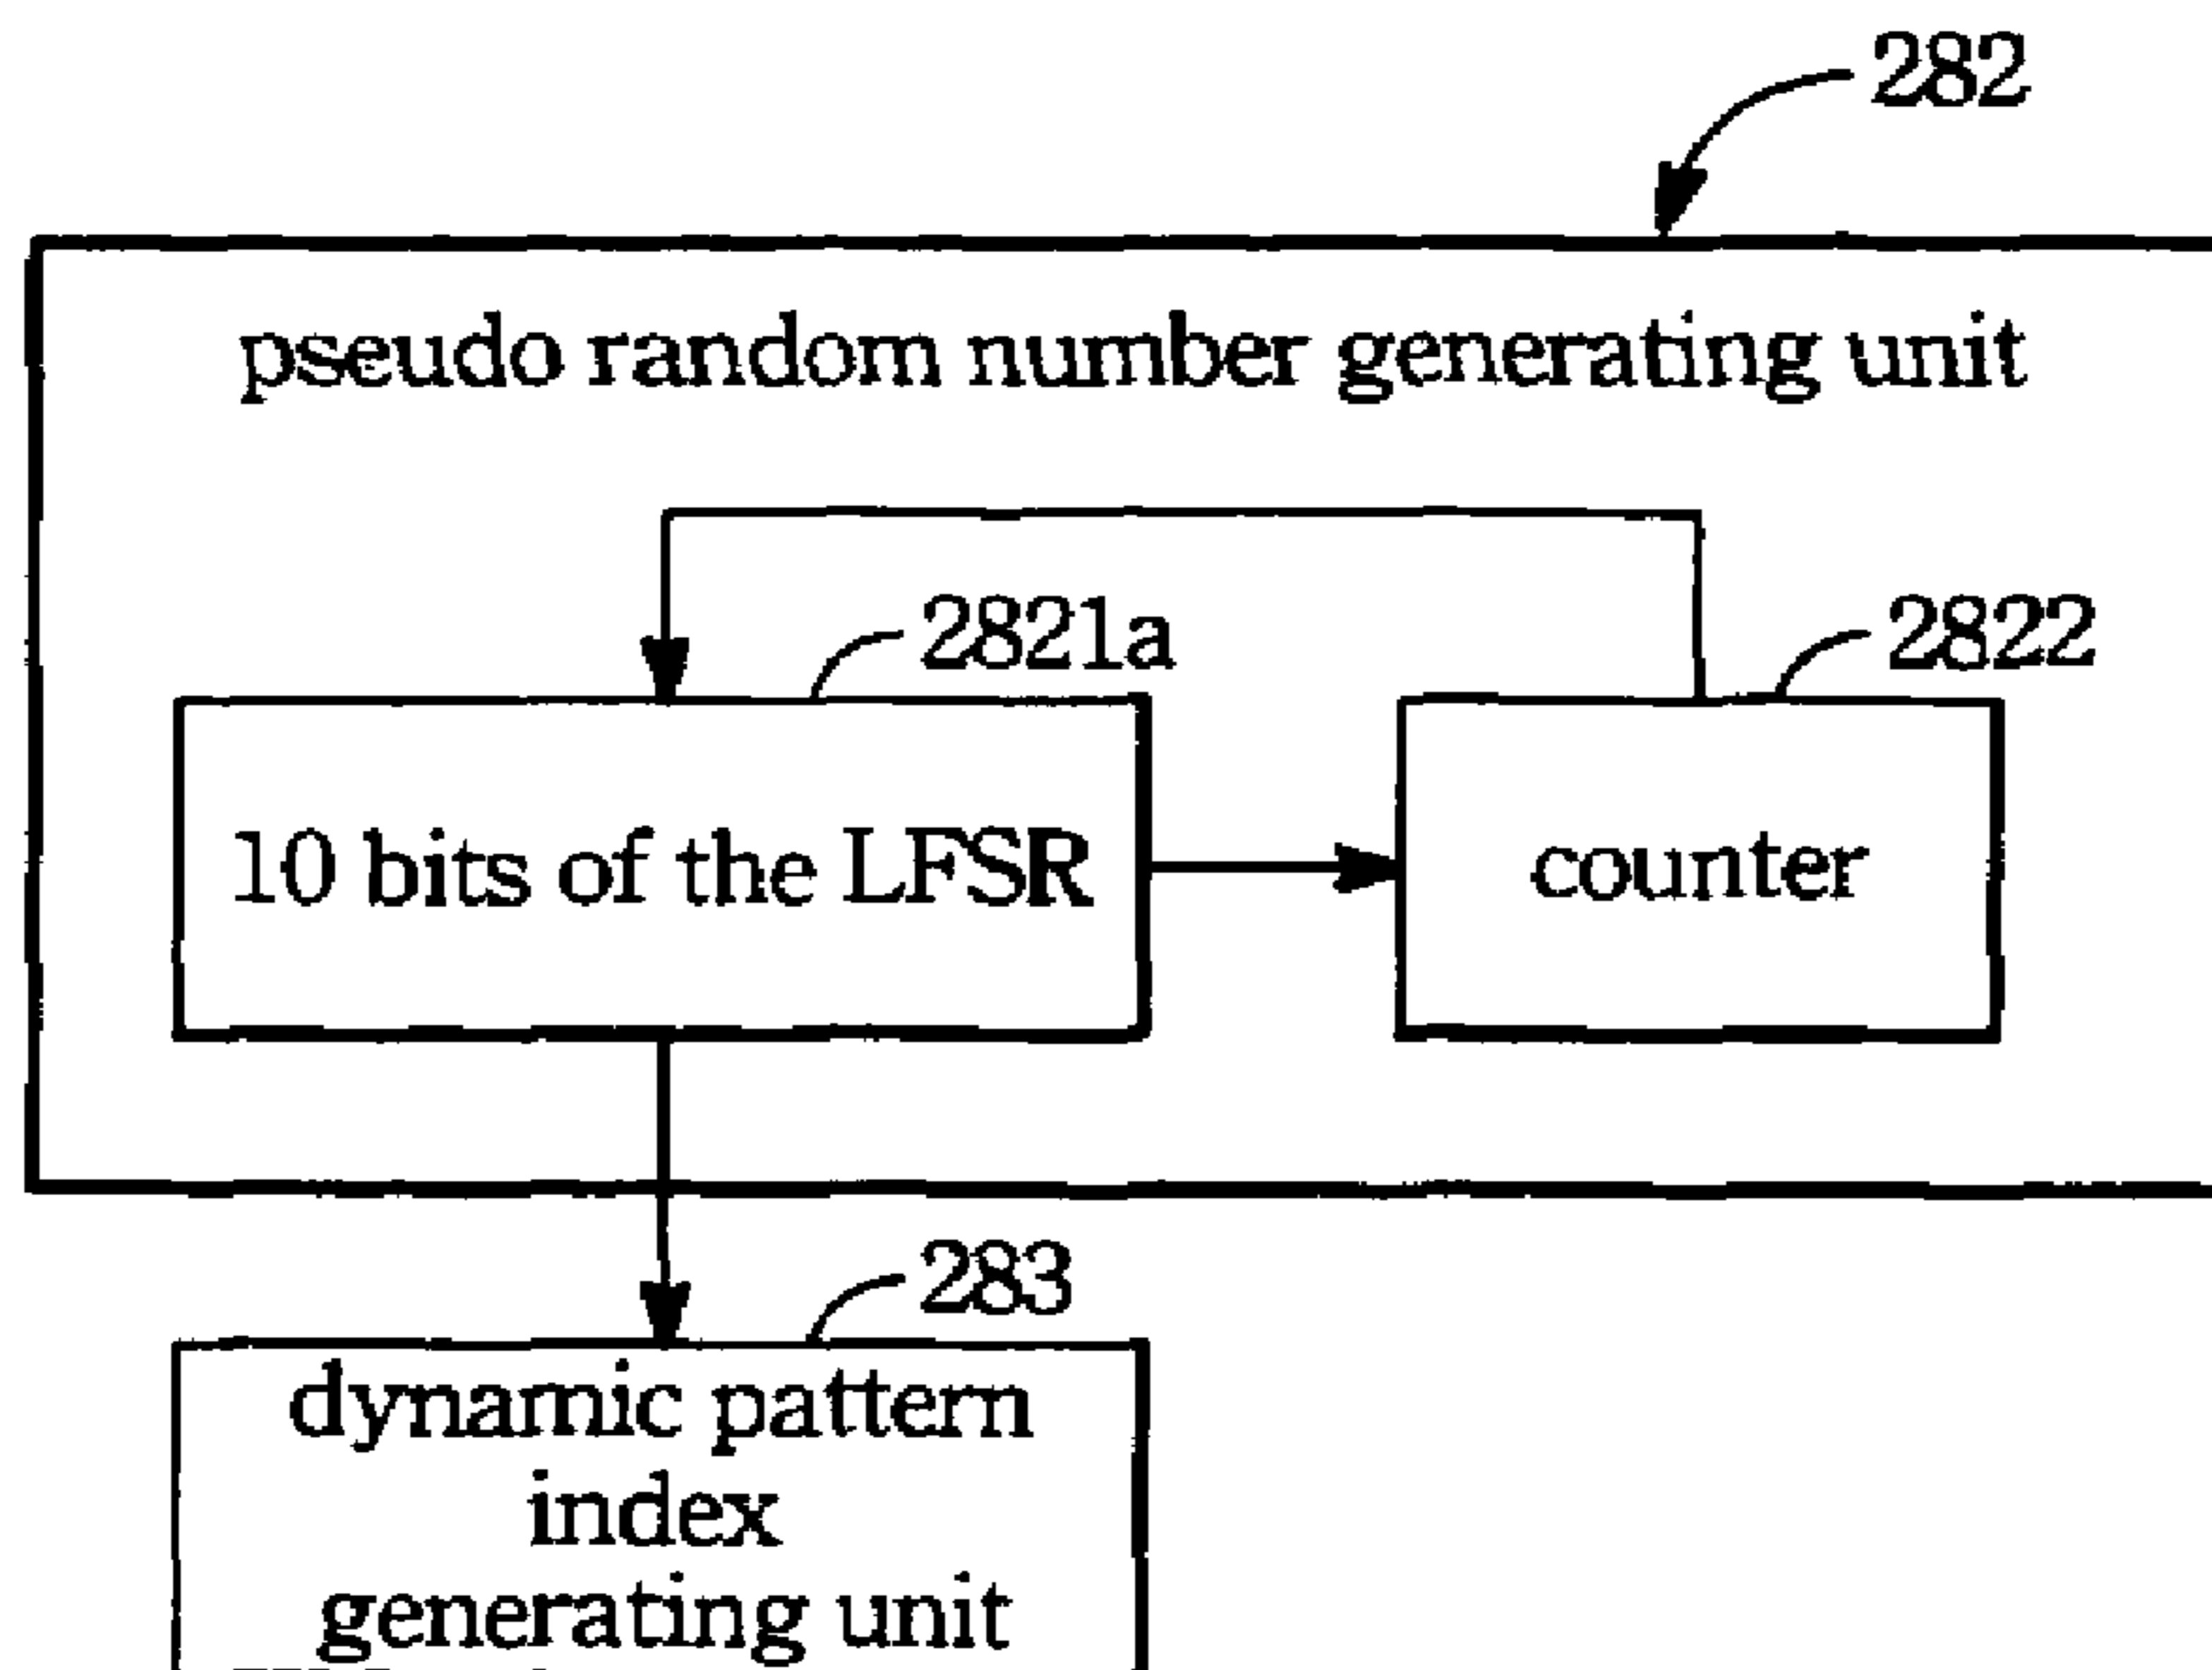 282
pseudo random number generating unit
2821a
2822
10 bits of the LFSR
counter
283
dynamic pattern
index
generating unit